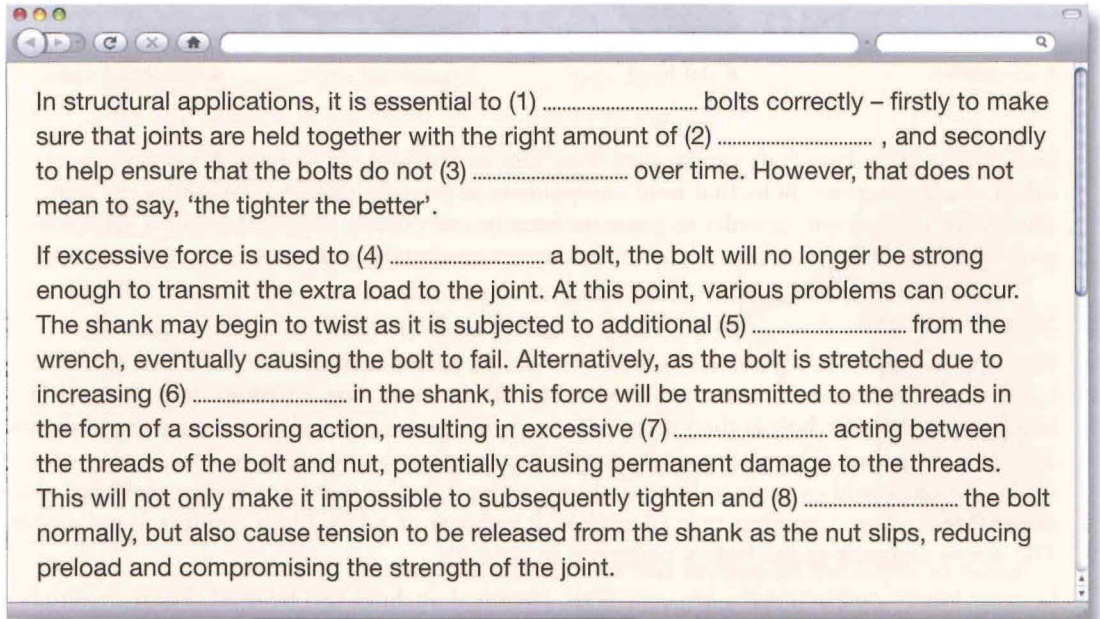 In structural applications, it is essential to (1) .............................. bolts correctly – firstly to make
sure that joints are held together with the right amount of (2) .............................. , and secondly
to help ensure that the bolts do not (3) .............................. over time. However, that does not
mean to say, ‘the tighter the better’.
If excessive force is used to (4) .............................. a bolt, the bolt will no longer be strong
enough to transmit the extra load to the joint. At this point, various problems can occur.
The shank may begin to twist as it is subjected to additional (5) .............................. from the
wrench, eventually causing the bolt to fail. Alternatively, as the bolt is stretched due to
increasing (6) .............................. in the shank, this force will be transmitted to the threads in
the form of a scissoring action, resulting in excessive (7) .............................. acting between
the threads of the bolt and nut, potentially causing permanent damage to the threads.
This will not only make it impossible to subsequently tighten and (8) .............................. the bolt
normally, but also cause tension to be released from the shank as the nut slips, reducing
preload and compromising the strength of the joint.